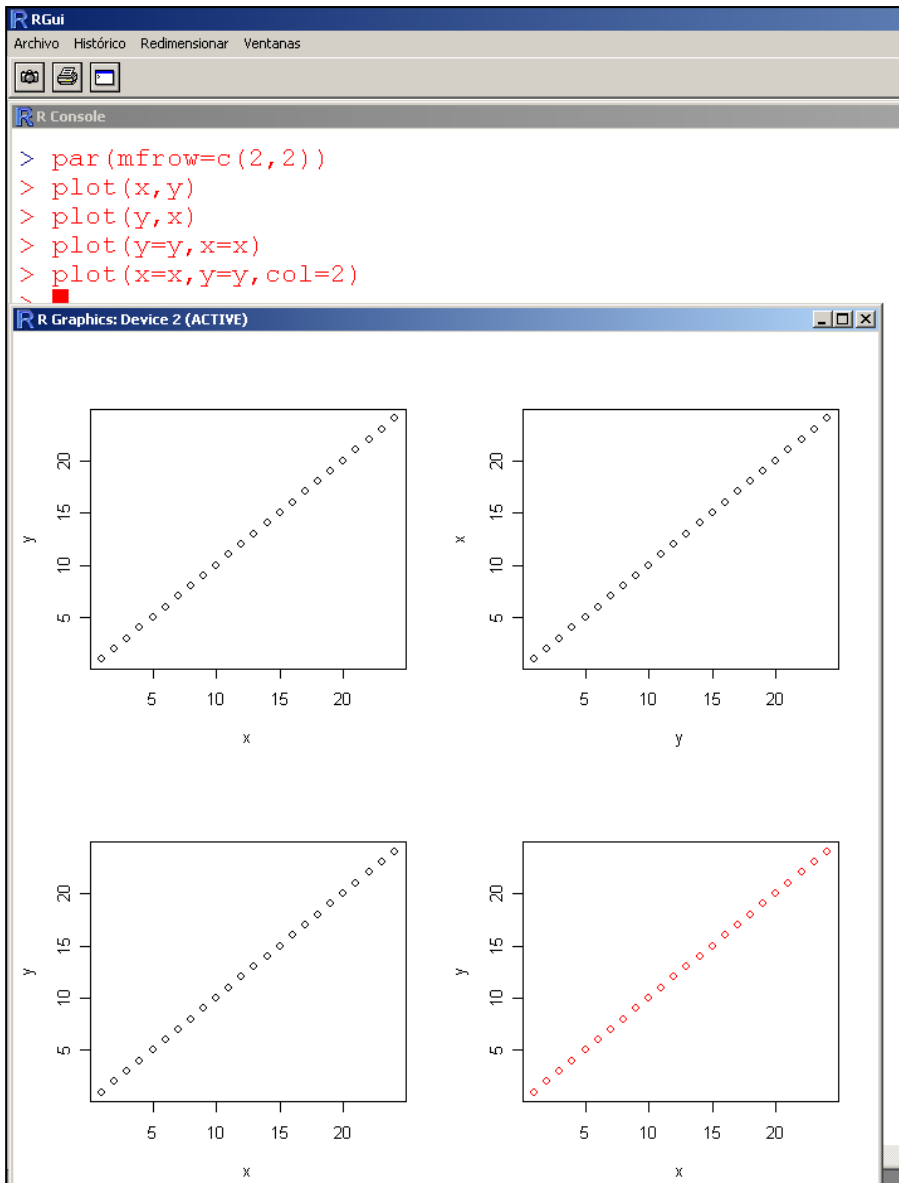 RGui
Archivo Histórico Redimensionar Ventanas
R Console
> par(mfrow=c(2,2))
> plot(x,y)
> plot(y,x)
> plot(y=y,x=x)
> plot(x=x,y=y,col=2)
>
R Graphics: Device 2 (ACTIVE)
y
5 10 15 20
5 10 15 20
x
x
5 10 15 20
5 10 15 20
y
y
5 10 15 20
5 10 15 20
x
y
5 10 15 20
5 10 15 20
x